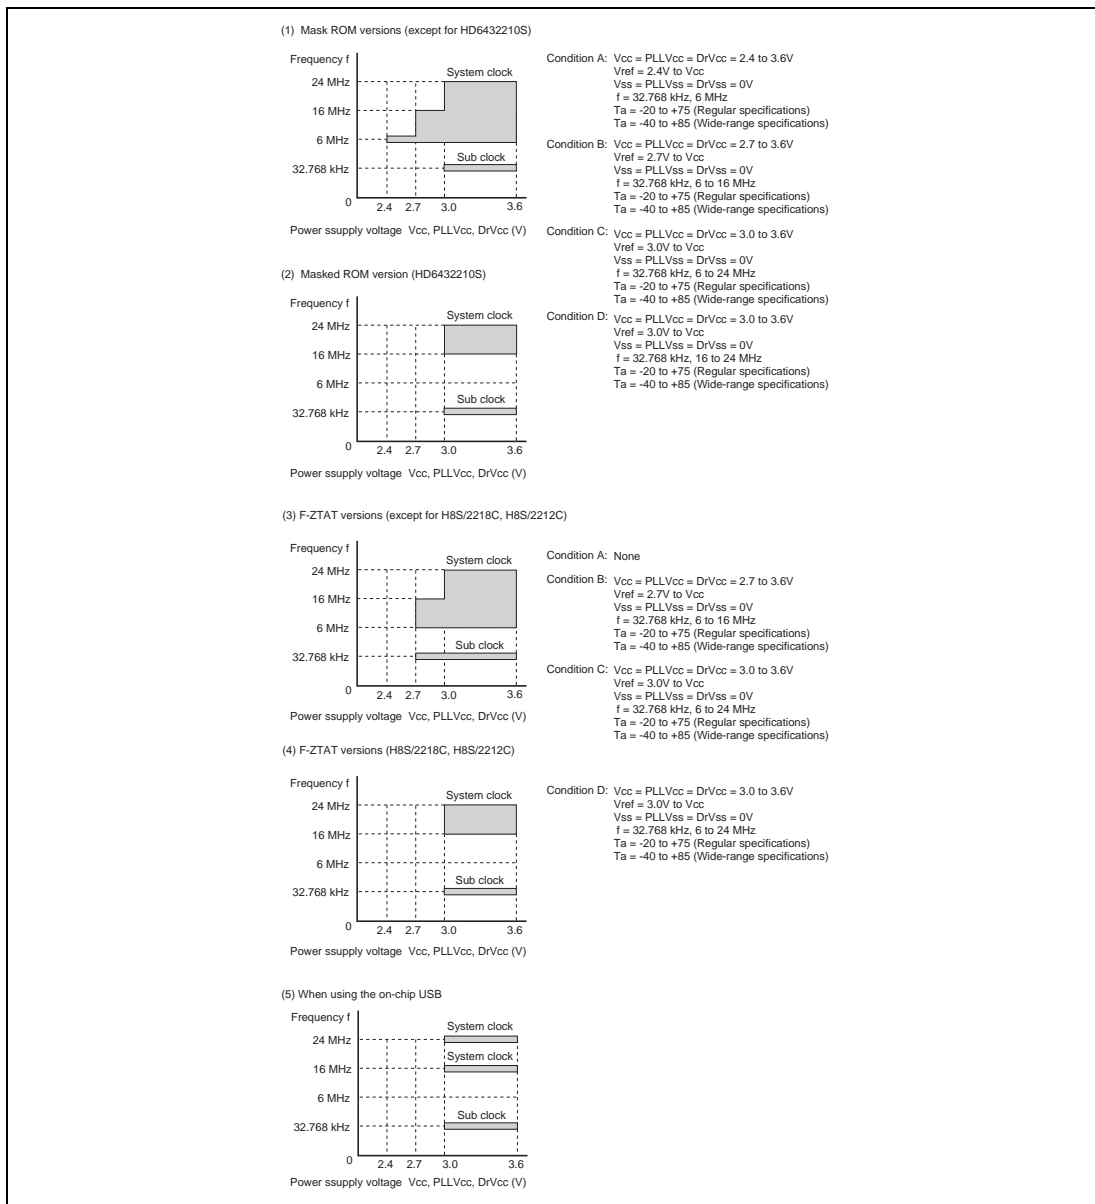 (1) Mask ROM versions (except for HD6432210S)
Frequency f
System clock
24 MHz
16 MHz
6 MHz
Sub clock
32.768 kHz
0
2.4 2.7 3.0 3.6
Power ssupply voltage Vcc, PLLVcc, DrVcc (V)
Condition A: Vcc = PLLVcc = DrVcc = 2.4 to 3.6V
Vref = 2.4V to Vcc
Vss = PLLVss = DrVss = 0V
f = 32.768 kHz, 6 MHz
Ta = -20 to +75 (Regular specifications)
Ta = -40 to +85 (Wide-range specifications)
Condition B: Vcc = PLLVcc = DrVcc = 2.7 to 3.6V
Vref = 2.7V to Vcc
Vss = PLLVss = DrVss = 0V
f = 32.768 kHz, 6 to 16 MHz
Ta = -20 to +75 (Regular specifications)
Ta = -40 to +85 (Wide-range specifications)
Condition C: Vcc = PLLVcc = DrVcc = 3.0 to 3.6V
Vref = 3.0V to Vcc
Vss = PLLVss = DrVss = 0V
f = 32.768 kHz, 6 to 24 MHz
Ta = -20 to +75 (Regular specifications)
Ta = -40 to +85 (Wide-range specifications)
(2) Masked ROM version (HD6432210S)
Frequency f
System clock
24 MHz
16 MHz
6 MHz
Sub clock
32.768 kHz
0
2.4 2.7 3.0 3.6
Power ssupply voltage Vcc, PLLVcc, DrVcc (V)
Condition D: Vcc = PLLVcc = DrVcc = 3.0 to 3.6V
Vref = 3.0V to Vcc
Vss = PLLVss = DrVss = 0V
f = 32.768 kHz, 16 to 24 MHz
Ta = -20 to +75 (Regular specifications)
Ta = -40 to +85 (Wide-range specifications)
(3) F-ZTAT versions (except for H8S/2218C, H8S/2212C)
Frequency f
System clock
24 MHz
16 MHz
6 MHz
Sub clock
32.768 kHz
0
2.4 2.7 3.0 3.6
Power ssupply voltage Vcc, PLLVcc, DrVcc (V)
Condition A: None
Condition B: Vcc = PLLVcc = DrVcc = 2.7 to 3.6V
Vref = 2.7V to Vcc
Vss = PLLVss = DrVss = 0V
f = 32.768 kHz, 6 to 16 MHz
Ta = -20 to +75 (Regular specifications)
Ta = -40 to +85 (Wide-range specifications)
Condition C: Vcc = PLLVcc = DrVcc = 3.0 to 3.6V
Vref = 3.0V to Vcc
Vss = PLLVss = DrVss = 0V
f = 32.768 kHz, 6 to 24 MHz
Ta = -20 to +75 (Regular specifications)
Ta = -40 to +85 (Wide-range specifications)
(4) F-ZTAT versions (H8S/2218C, H8S/2212C)
Frequency f
System clock
24 MHz
16 MHz
6 MHz
Sub clock
32.768 kHz
0
2.4 2.7 3.0 3.6
Power ssupply voltage Vcc, PLLVcc, DrVcc (V)
Condition D: Vcc = PLLVcc = DrVcc = 3.0 to 3.6V
Vref = 3.0V to Vcc
Vss = PLLVss = DrVss = 0V
f = 32.768 kHz, 6 to 24 MHz
Ta = -20 to +75 (Regular specifications)
Ta = -40 to +85 (Wide-range specifications)
(5) When using the on-chip USB
Frequency f
System clock
24 MHz
System clock
16 MHz
6 MHz
Sub clock
32.768 kHz
0
2.4 2.7 3.0 3.6
Power ssupply voltage Vcc, PLLVcc, DrVcc (V)